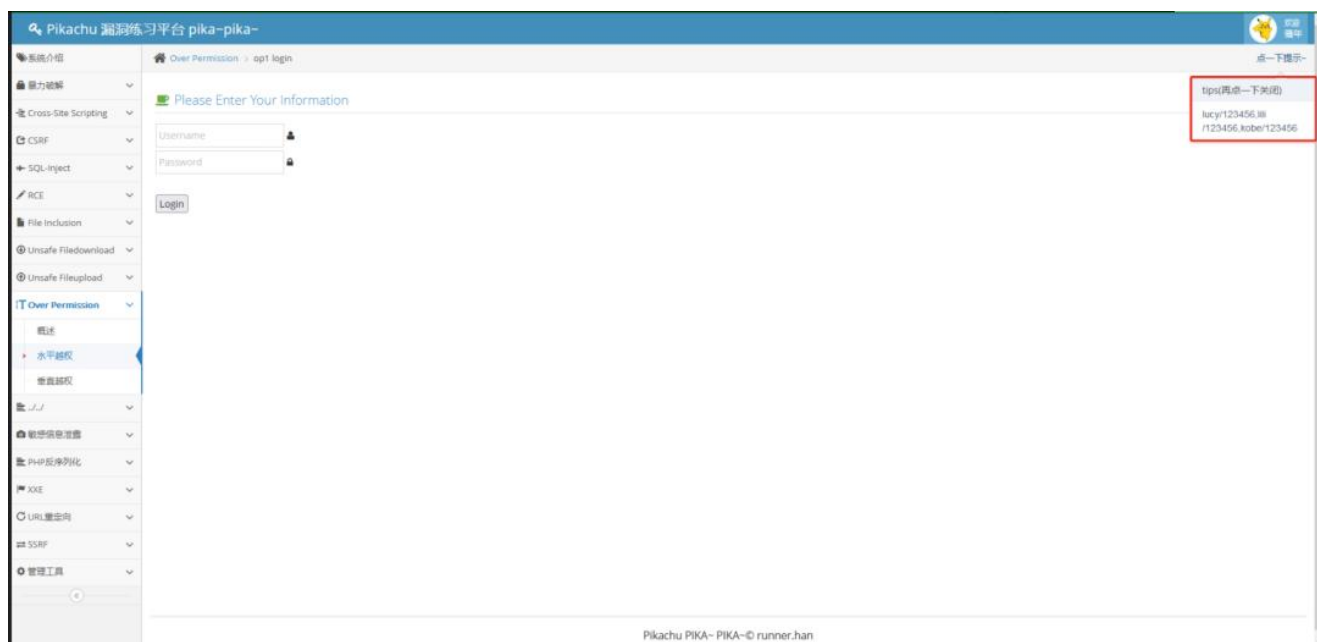 Pikachu 漏洞练习平台 pika~pika~
欢迎
骚年
系统介绍
Over Permission > op1 login
点一下提示~
暴力破解
Cross-Site Scripting
CSRF
SQL-Inject
RCE
File Inclusion
Unsafe Filedownload
Unsafe Fileupload
Over Permission
概述
水平越权
垂直越权
../../
敏感信息泄露
PHP反序列化
XXE
URL重定向
SSRF
管理工具
Please Enter Your Information
Username
Password
Login
tips(再点一下关闭)
lucy/123456,lili
/123456,kobe/123456
Pikachu PIKA~ PIKA~© runner.han